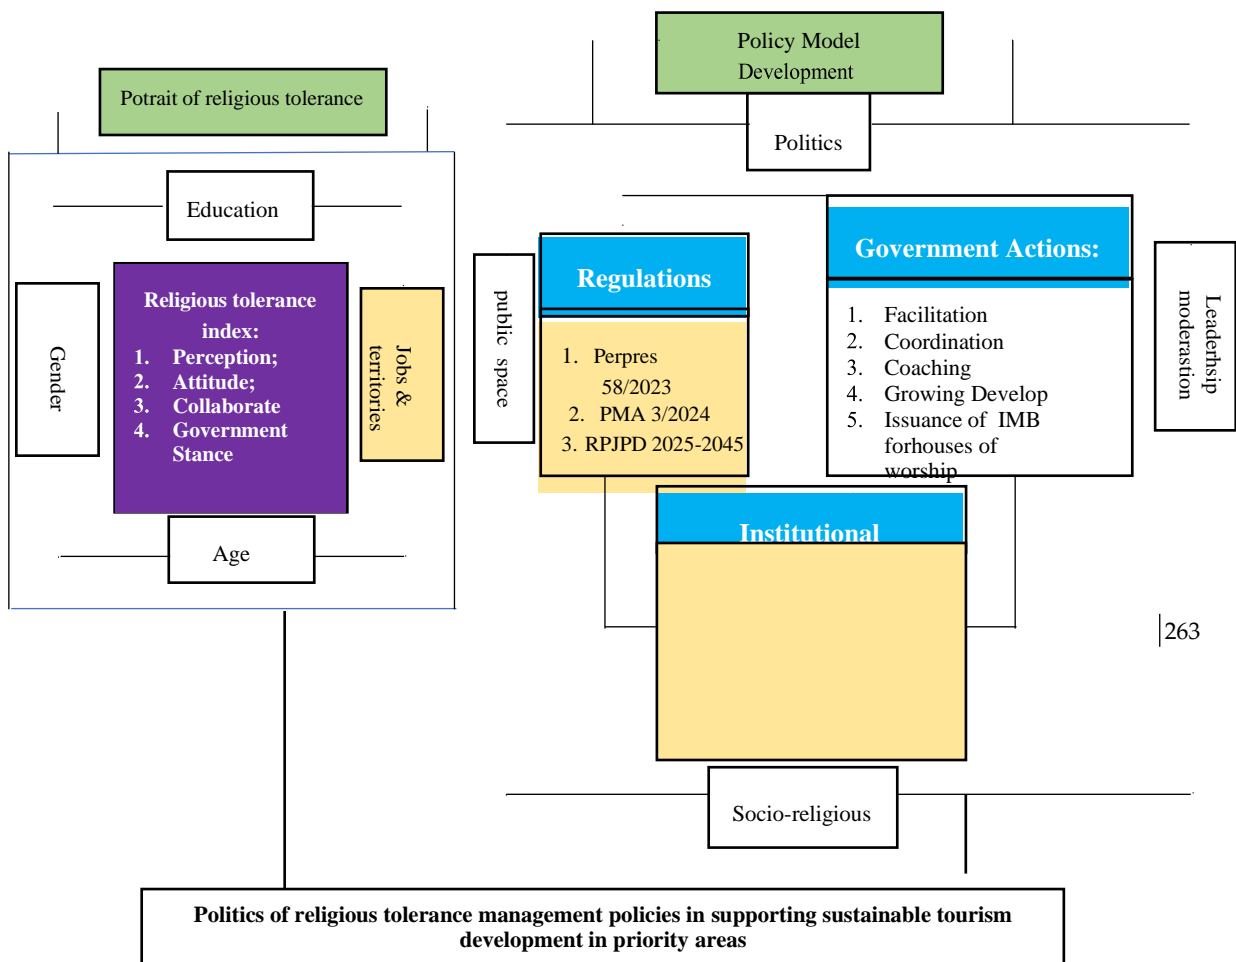 Potrait of religious tolerance
Education
Gender
Religious tolerance
index:
1. Perception;
2. Attitude;
3. Collaborate
4. Government
Stance
Jobs &
territories
Age
Policy Model
Development
Politics
public space
Regulations
1. Perpres
58/2023
2. PMA 3/2024
3. RPJPD 2025-2045
Government Actions:
1. Facilitation
2. Coordination
3. Coaching
4. Growing Develop
5. Issuance of IMB
forhouses of
worship
Leaderhsip
moderastion
Institutional
263
Socio-religious
Politics of religious tolerance management policies in supporting sustainable tourism
development in priority areas